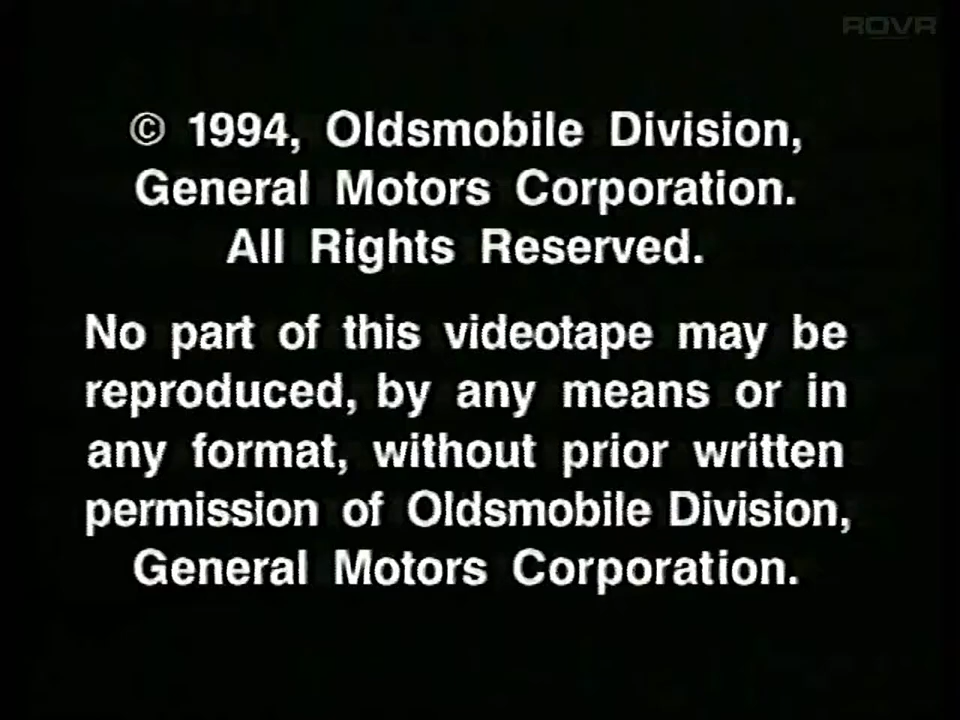 ROVR
© 1994, Oldsmobile Division,
General Motors Corporation.
All Rights Reserved.
No part of this videotape may be
reproduced, by any means or in
any format, without prior written
permission of Oldsmobile Division,
General Motors Corporation.